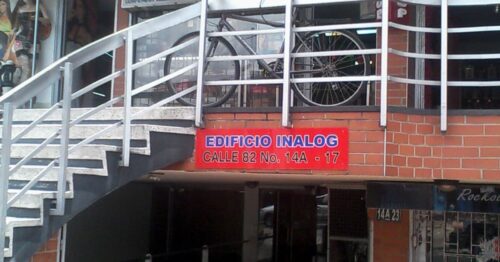 EDIFICIO INALOG
CALLE 82 No. 14A - 17
14A 23